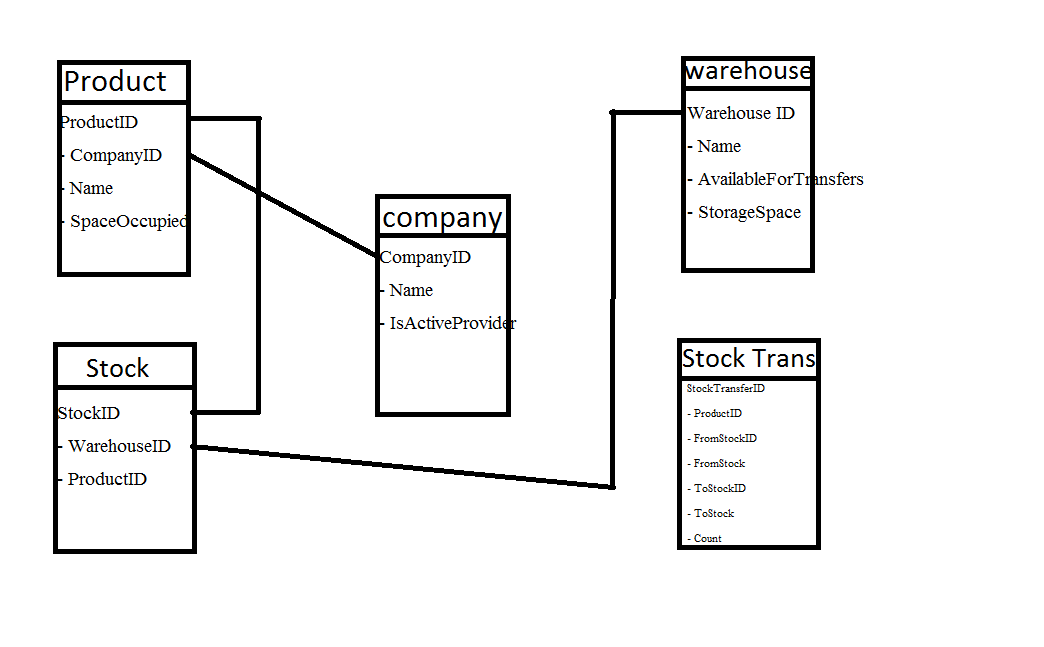 Product
ProductID
- CompanyID
- Name
- SpaceOccupied
company
CompanyID
- Name
- IsActiveProvider
warehouse
Warehouse ID
- Name
- AvailableForTransfers
- StorageSpace
Stock
StockID
- WarehouseID
- ProductID
Stock Trans
StockTransferID
- ProductID
- FromStockID
- FromStock
- ToStockID
- ToStock
- Count